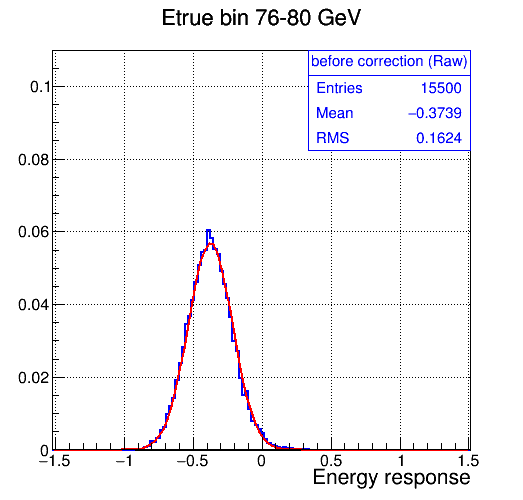 Etrue bin 76-80 GeV
before correction (Raw)
Entries 15500
Mean −0.3739
RMS 0.1624
0.1
0.08
0.06
0.04
0.02
0
−1.5 −1 −0.5 0 0.5 1 1.5
Energy response